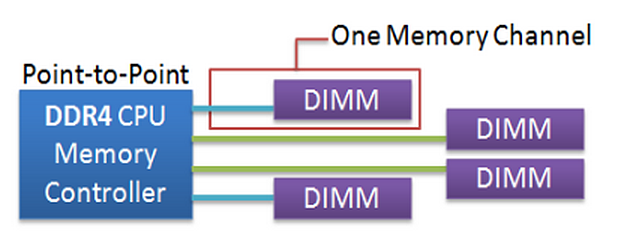 One Memory Channel
Point-to-Point
DIMM
DDR4 CPU
Memory
Controller
DIMM
DIMM
DIMM